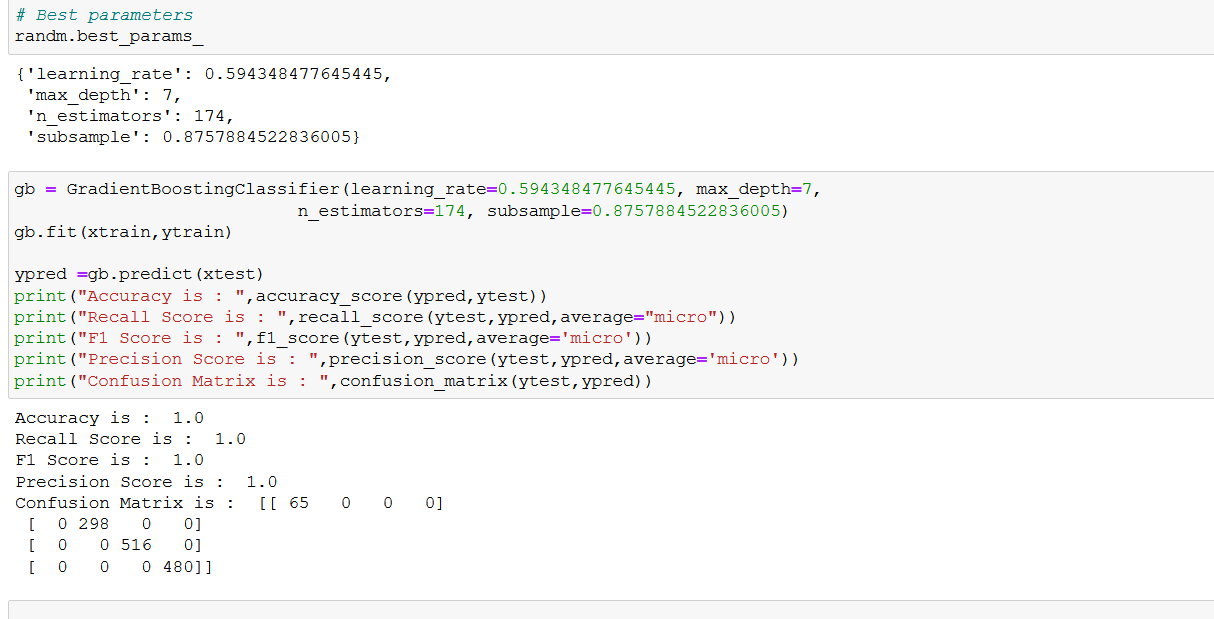 # Best parameters
randm.best_params_
{'learning_rate': 0.594348477645445,
 'max_depth': 7,
 'n_estimators': 174,
 'subsample': 0.8757884522836005}
gb = GradientBoostingClassifier(learning_rate=0.594348477645445, max_depth=7,
                           n_estimators=174, subsample=0.8757884522836005)
gb.fit(xtrain,ytrain)
ypred =gb.predict(xtest)
print("Accuracy is : ",accuracy_score(ypred,ytest))
print("Recall Score is : ",recall_score(ytest,ypred,average="micro"))
print("F1 Score is : ",f1_score(ytest,ypred,average='micro'))
print("Precision Score is : ",precision_score(ytest,ypred,average='micro'))
print("Confusion Matrix is : ",confusion_matrix(ytest,ypred))
Accuracy is :  1.0
Recall Score is :  1.0
F1 Score is :  1.0
Precision Score is :  1.0
Confusion Matrix is :  [[ 65   0   0   0]
 [  0 298   0   0]
 [  0   0 516   0]
 [  0   0   0 480]]